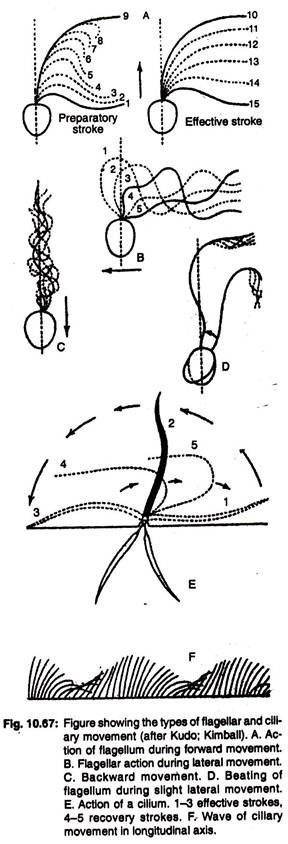 9 A 10
8 11
7 12
6 13
5 14
4 3 2
1 15
Preparatory stroke
Effective stroke
1 2 3 4 5
B
C
D
2
5
4
1
3
E
F
Fig. 10.67: Figure showing the types of flagellar and cili-
ary movement (after Kudo; Kimball). A. Ac-
tion of flagellum during forward movement.
B. Flagellar action during lateral movement.
C. Backward movement. D. Beating of
flagellum during slight lateral movement.
E. Action of a cilium. 1–3 effective strokes,
4–5 recovery strokes. F. Wave of ciliary
movement in longitudinal axis.